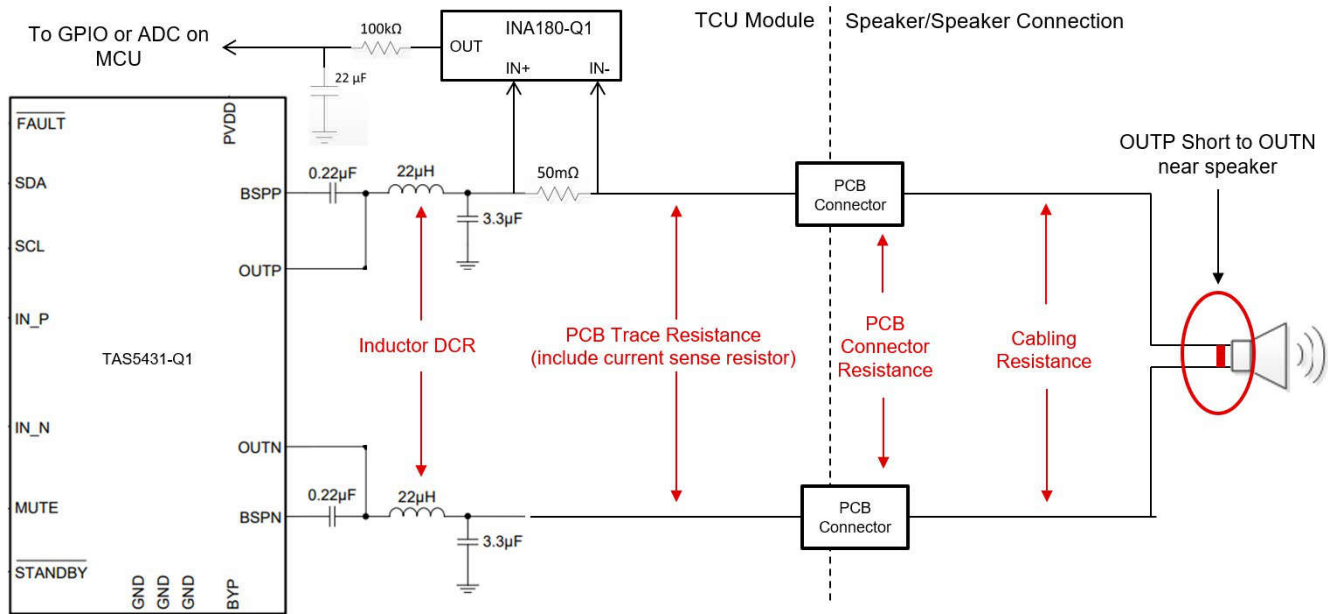 TCU Module
Speaker/Speaker Connection
To GPIO or ADC on
MCU
100kΩ
22 µF
INA180-Q1
OUT
IN+
IN-
FAULT
PVDD
SDA
SCL
IN_P
TAS5431-Q1
IN_N
MUTE
STANDBY
GND
GND
GND
BYP
BSPP
OUTP
OUTN
BSPN
0.22µF
22µH
3.3µF
50mΩ
PCB
Connector
OUTP Short to OUTN
near speaker
Inductor DCR
PCB Trace Resistance
(include current sense resistor)
PCB
Connector
Resistance
Cabling
Resistance
0.22µF
22µH
3.3µF
PCB
Connector